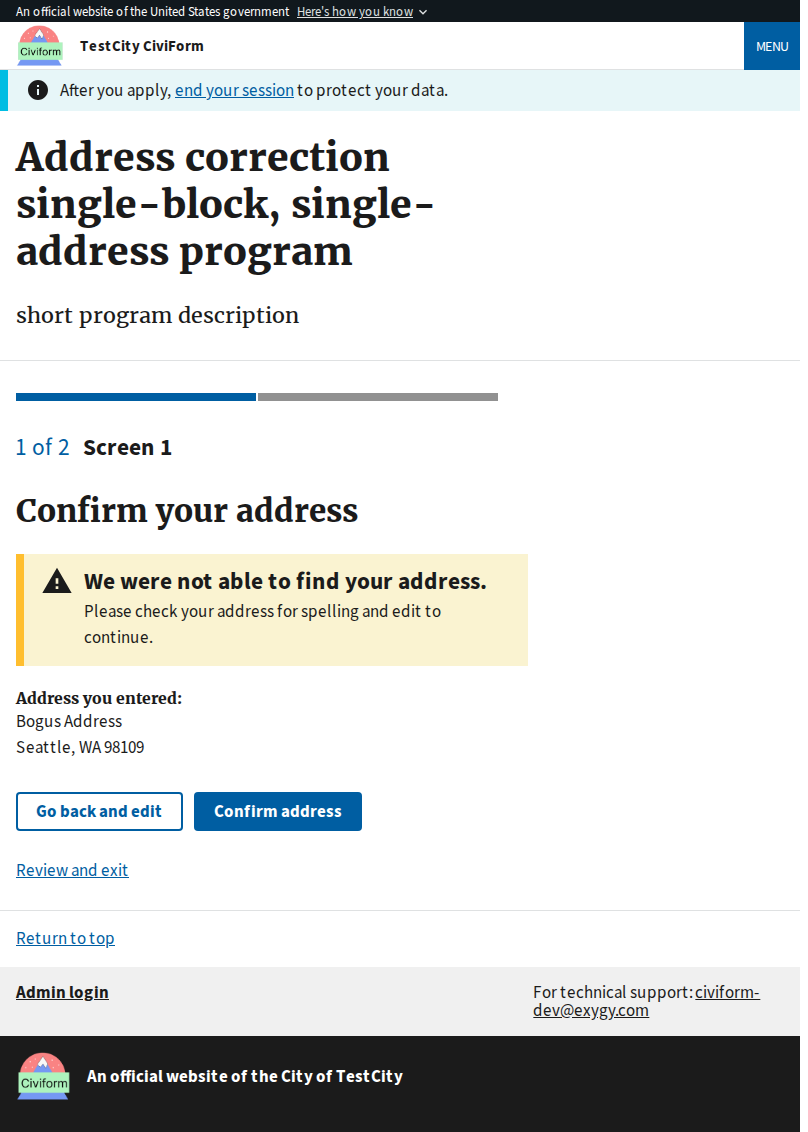 An official website of the United States government Here's how you know
Civiform
TestCity CiviForm
MENU
After you apply, end your session to protect your data.
Address correction
single-block, single-
address program
short program description
1 of 2 Screen 1
Confirm your address
We were not able to find your address.
Please check your address for spelling and edit to
continue.
Address you entered:
Bogus Address
Seattle, WA 98109
Go back and edit
Confirm address
Review and exit
Return to top
Admin login
For technical support: civiform-
dev@exygy.com
Civiform
An official website of the City of TestCity